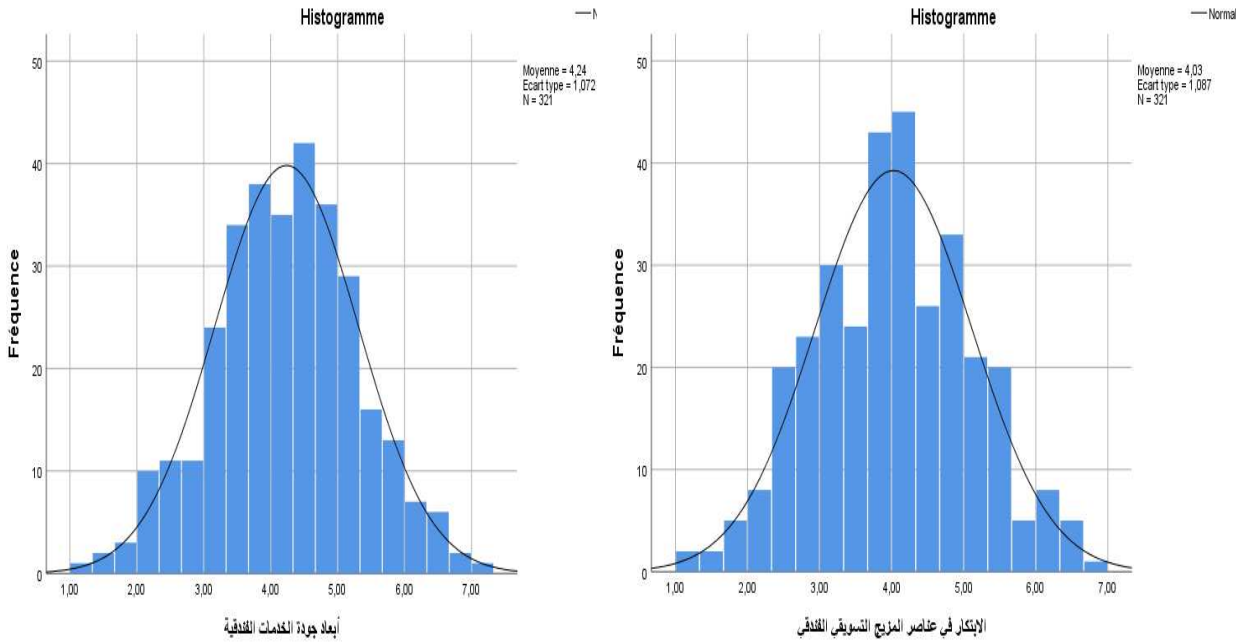 Histogramme
— N
Moyenne = 4,24
Ecart type = 1,072
N = 321
Fréquence
50
40
30
20
10
0
1,00 2,00 3,00 4,00 5,00 6,00 7,00
أبعاد جودة الخدمات الفندقية
Histogramme
— Normal
Moyenne = 4,03
Ecart type = 1,087
N = 321
Fréquence
50
40
30
20
10
0
1,00 2,00 3,00 4,00 5,00 6,00 7,00
الابتكار في عناصر المزيج التسويقي الفندقي